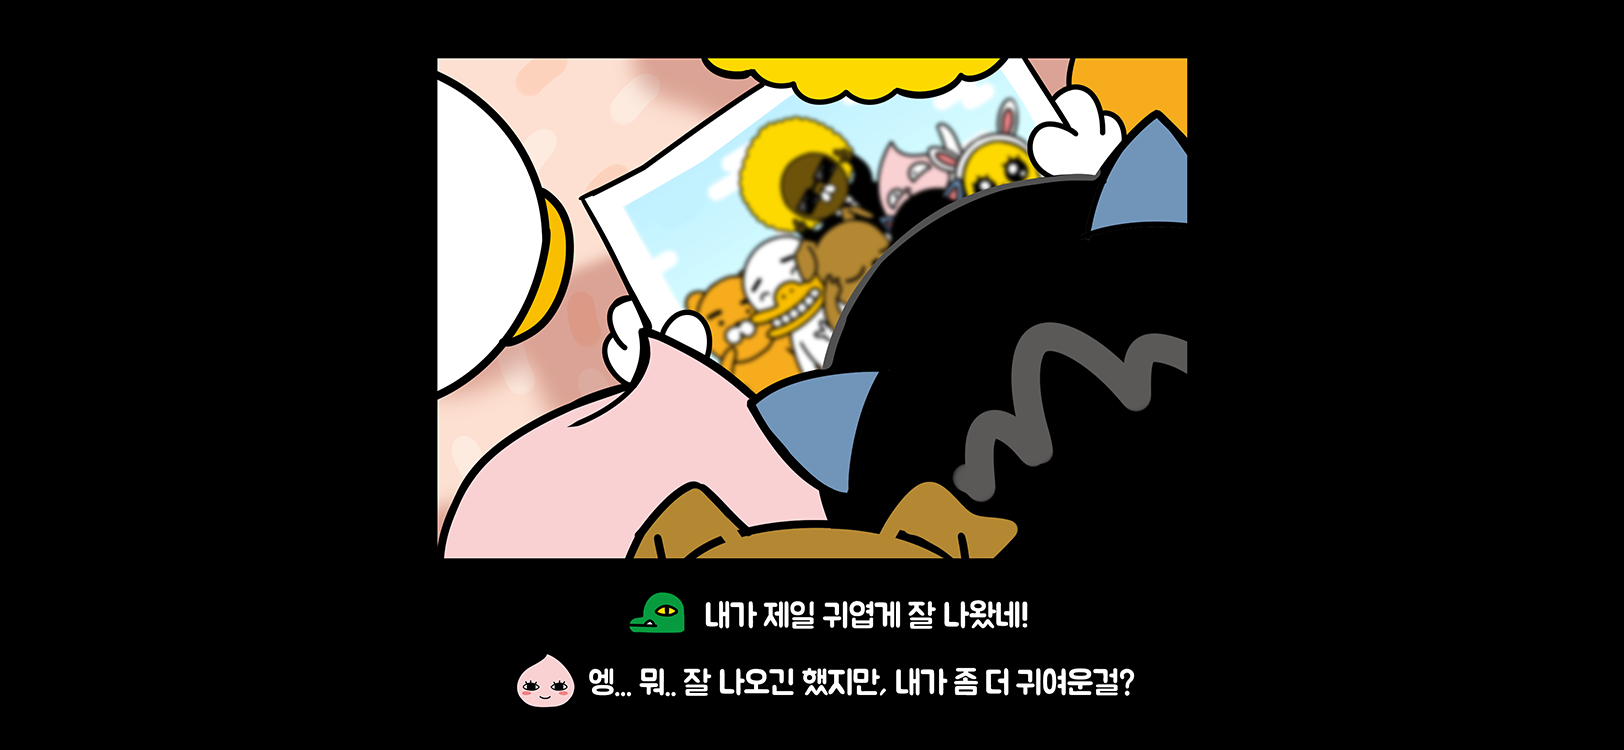 내가 제일 귀엽게 잘 나왔네!
엥... 뭐.. 잘 나오긴 했지만, 내가 좀 더 귀여운걸?